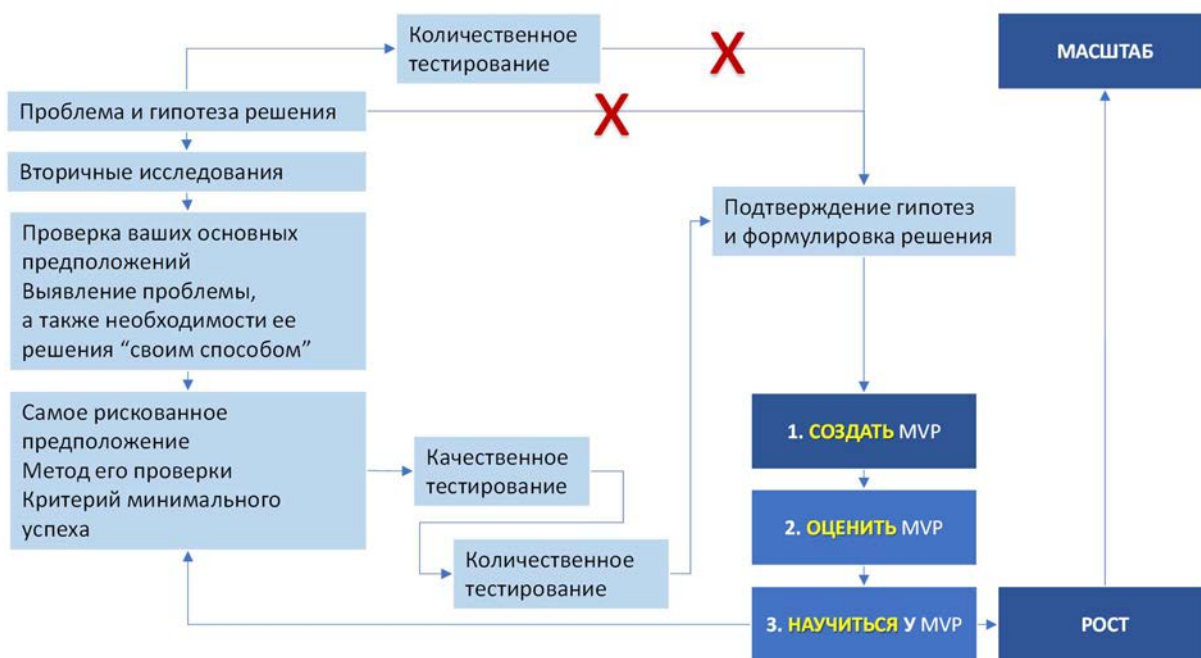 Количественное
тестирование
X
МАСШТАБ
Проблема и гипотеза решения
X
Вторичные исследования
Проверка ваших основных
предположений
Выявление проблемы,
а также необходимости ее
решения “своим способом”
Подтверждение гипотез
и формулировка решения
Самое рискованное
предположение
Метод его проверки
Критерий минимального
успеха
Качественное
тестирование
Количественное
тестирование
1. СОЗДАТЬ MVP
2. ОЦЕНИТЬ MVP
3. НАУЧИТЬСЯ У MVP
РОСТ